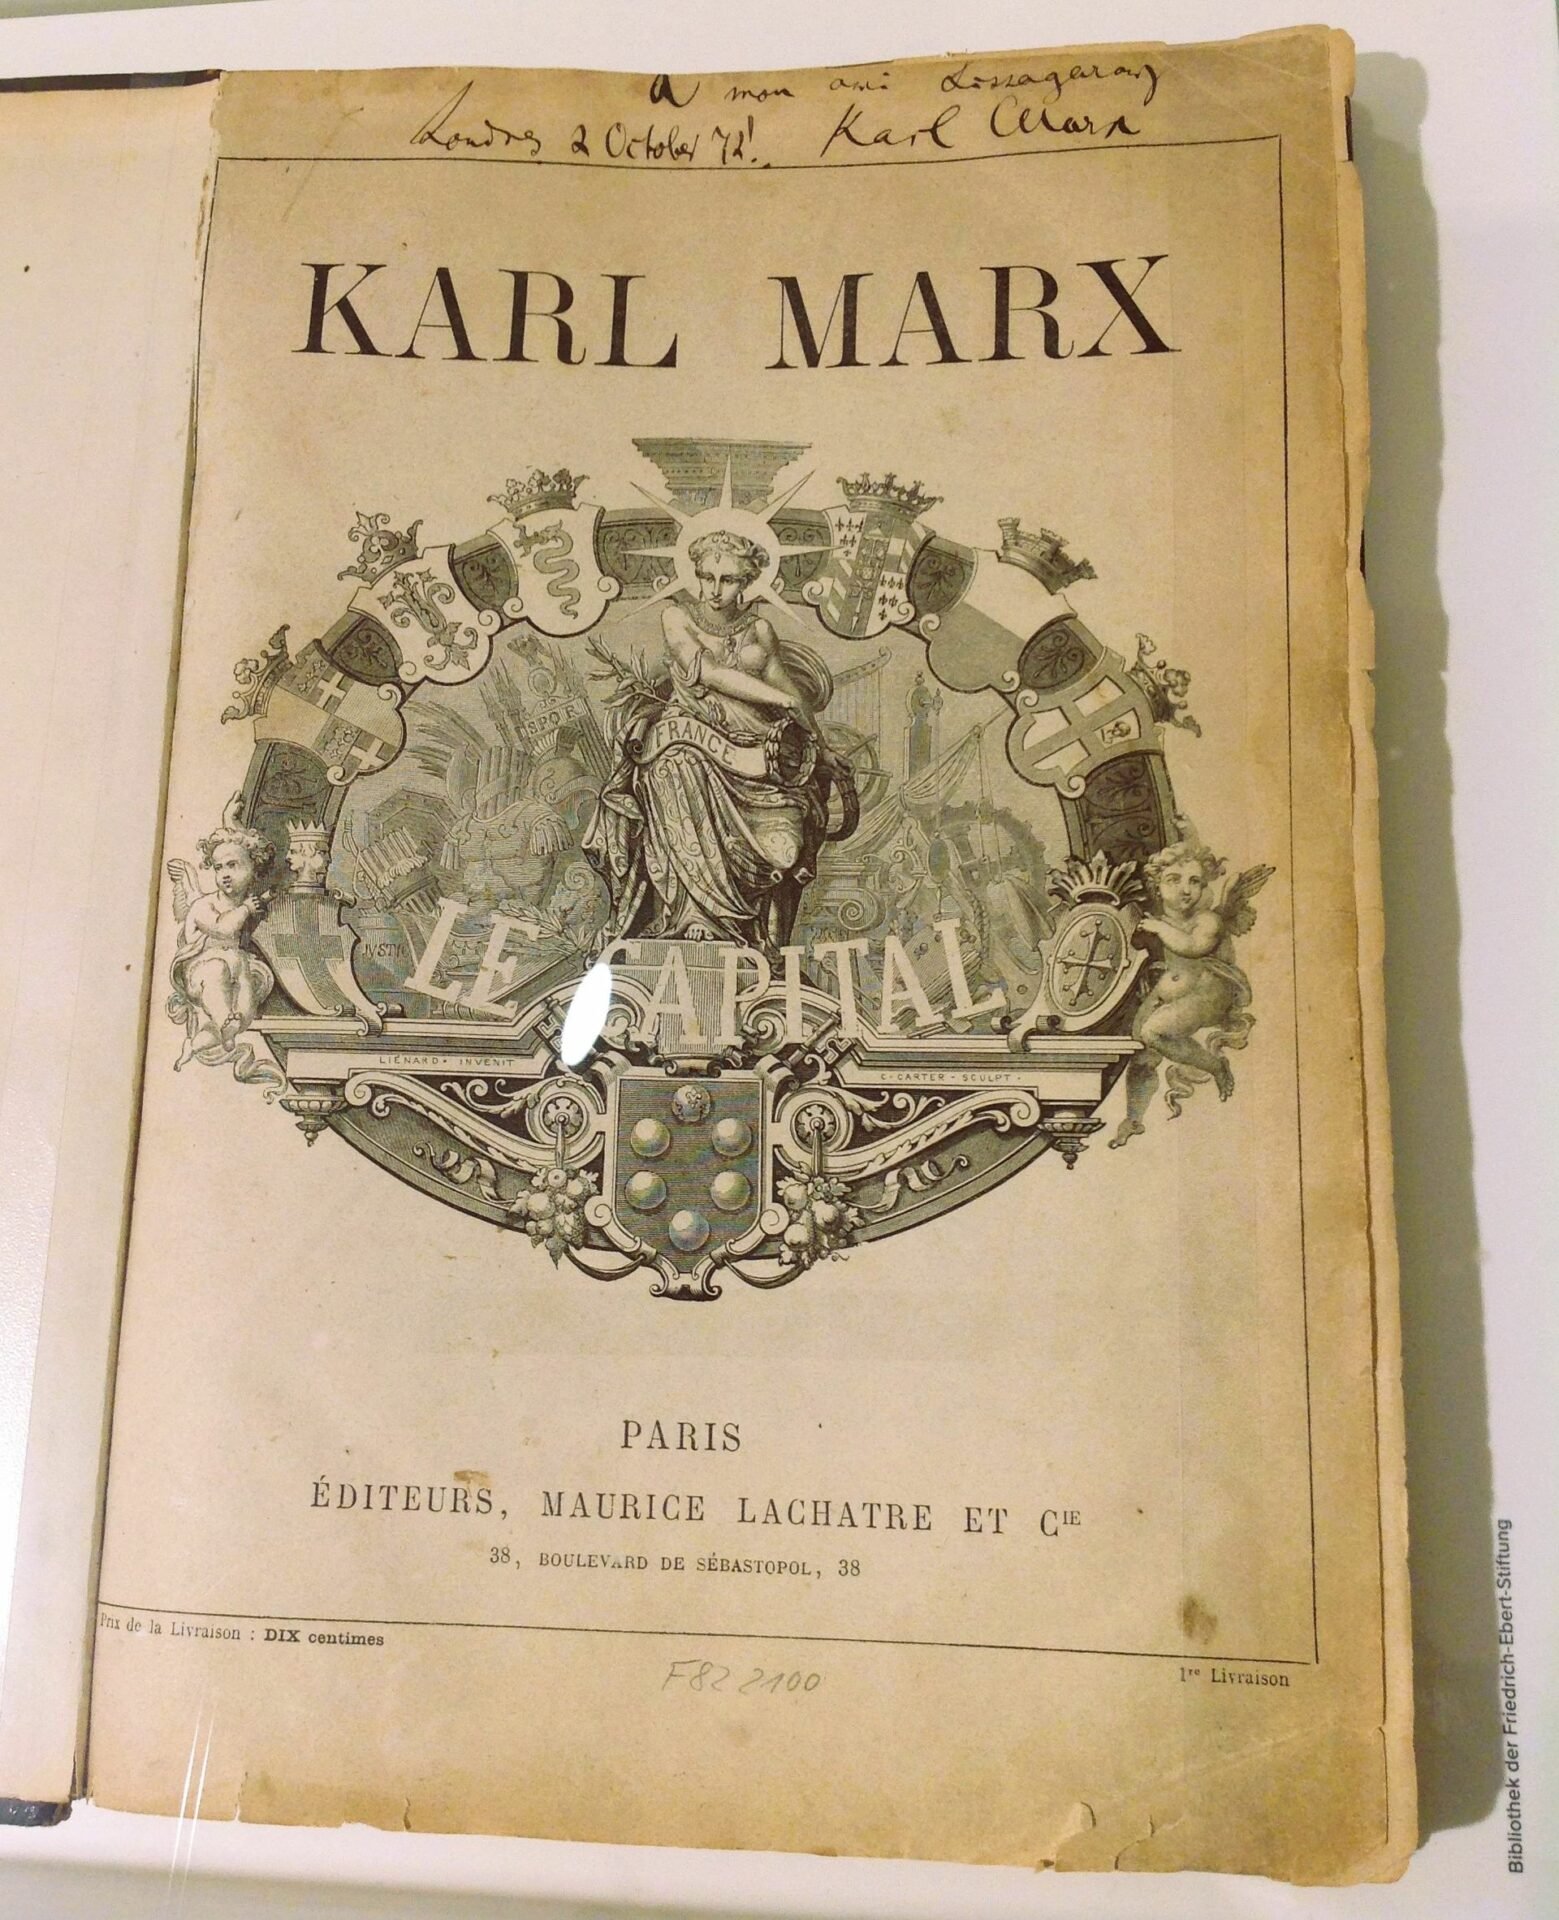 A mon ami Lissagaray
Londres 2 October 72. Karl Marx
KARL MARX
SPQR
FRANCE
LE CAPITAL
LIÉNARD · INVENIT
C · CARTER - SCULPT ·
PARIS
ÉDITEURS, MAURICE LACHATRE ET CIE
38, BOULEVARD DE SÉBASTOPOL, 38
Prix de la Livraison : DIX centimes
1re Livraison
F82 2100
Bibliothek der Friedrich-Ebert-Stiftung